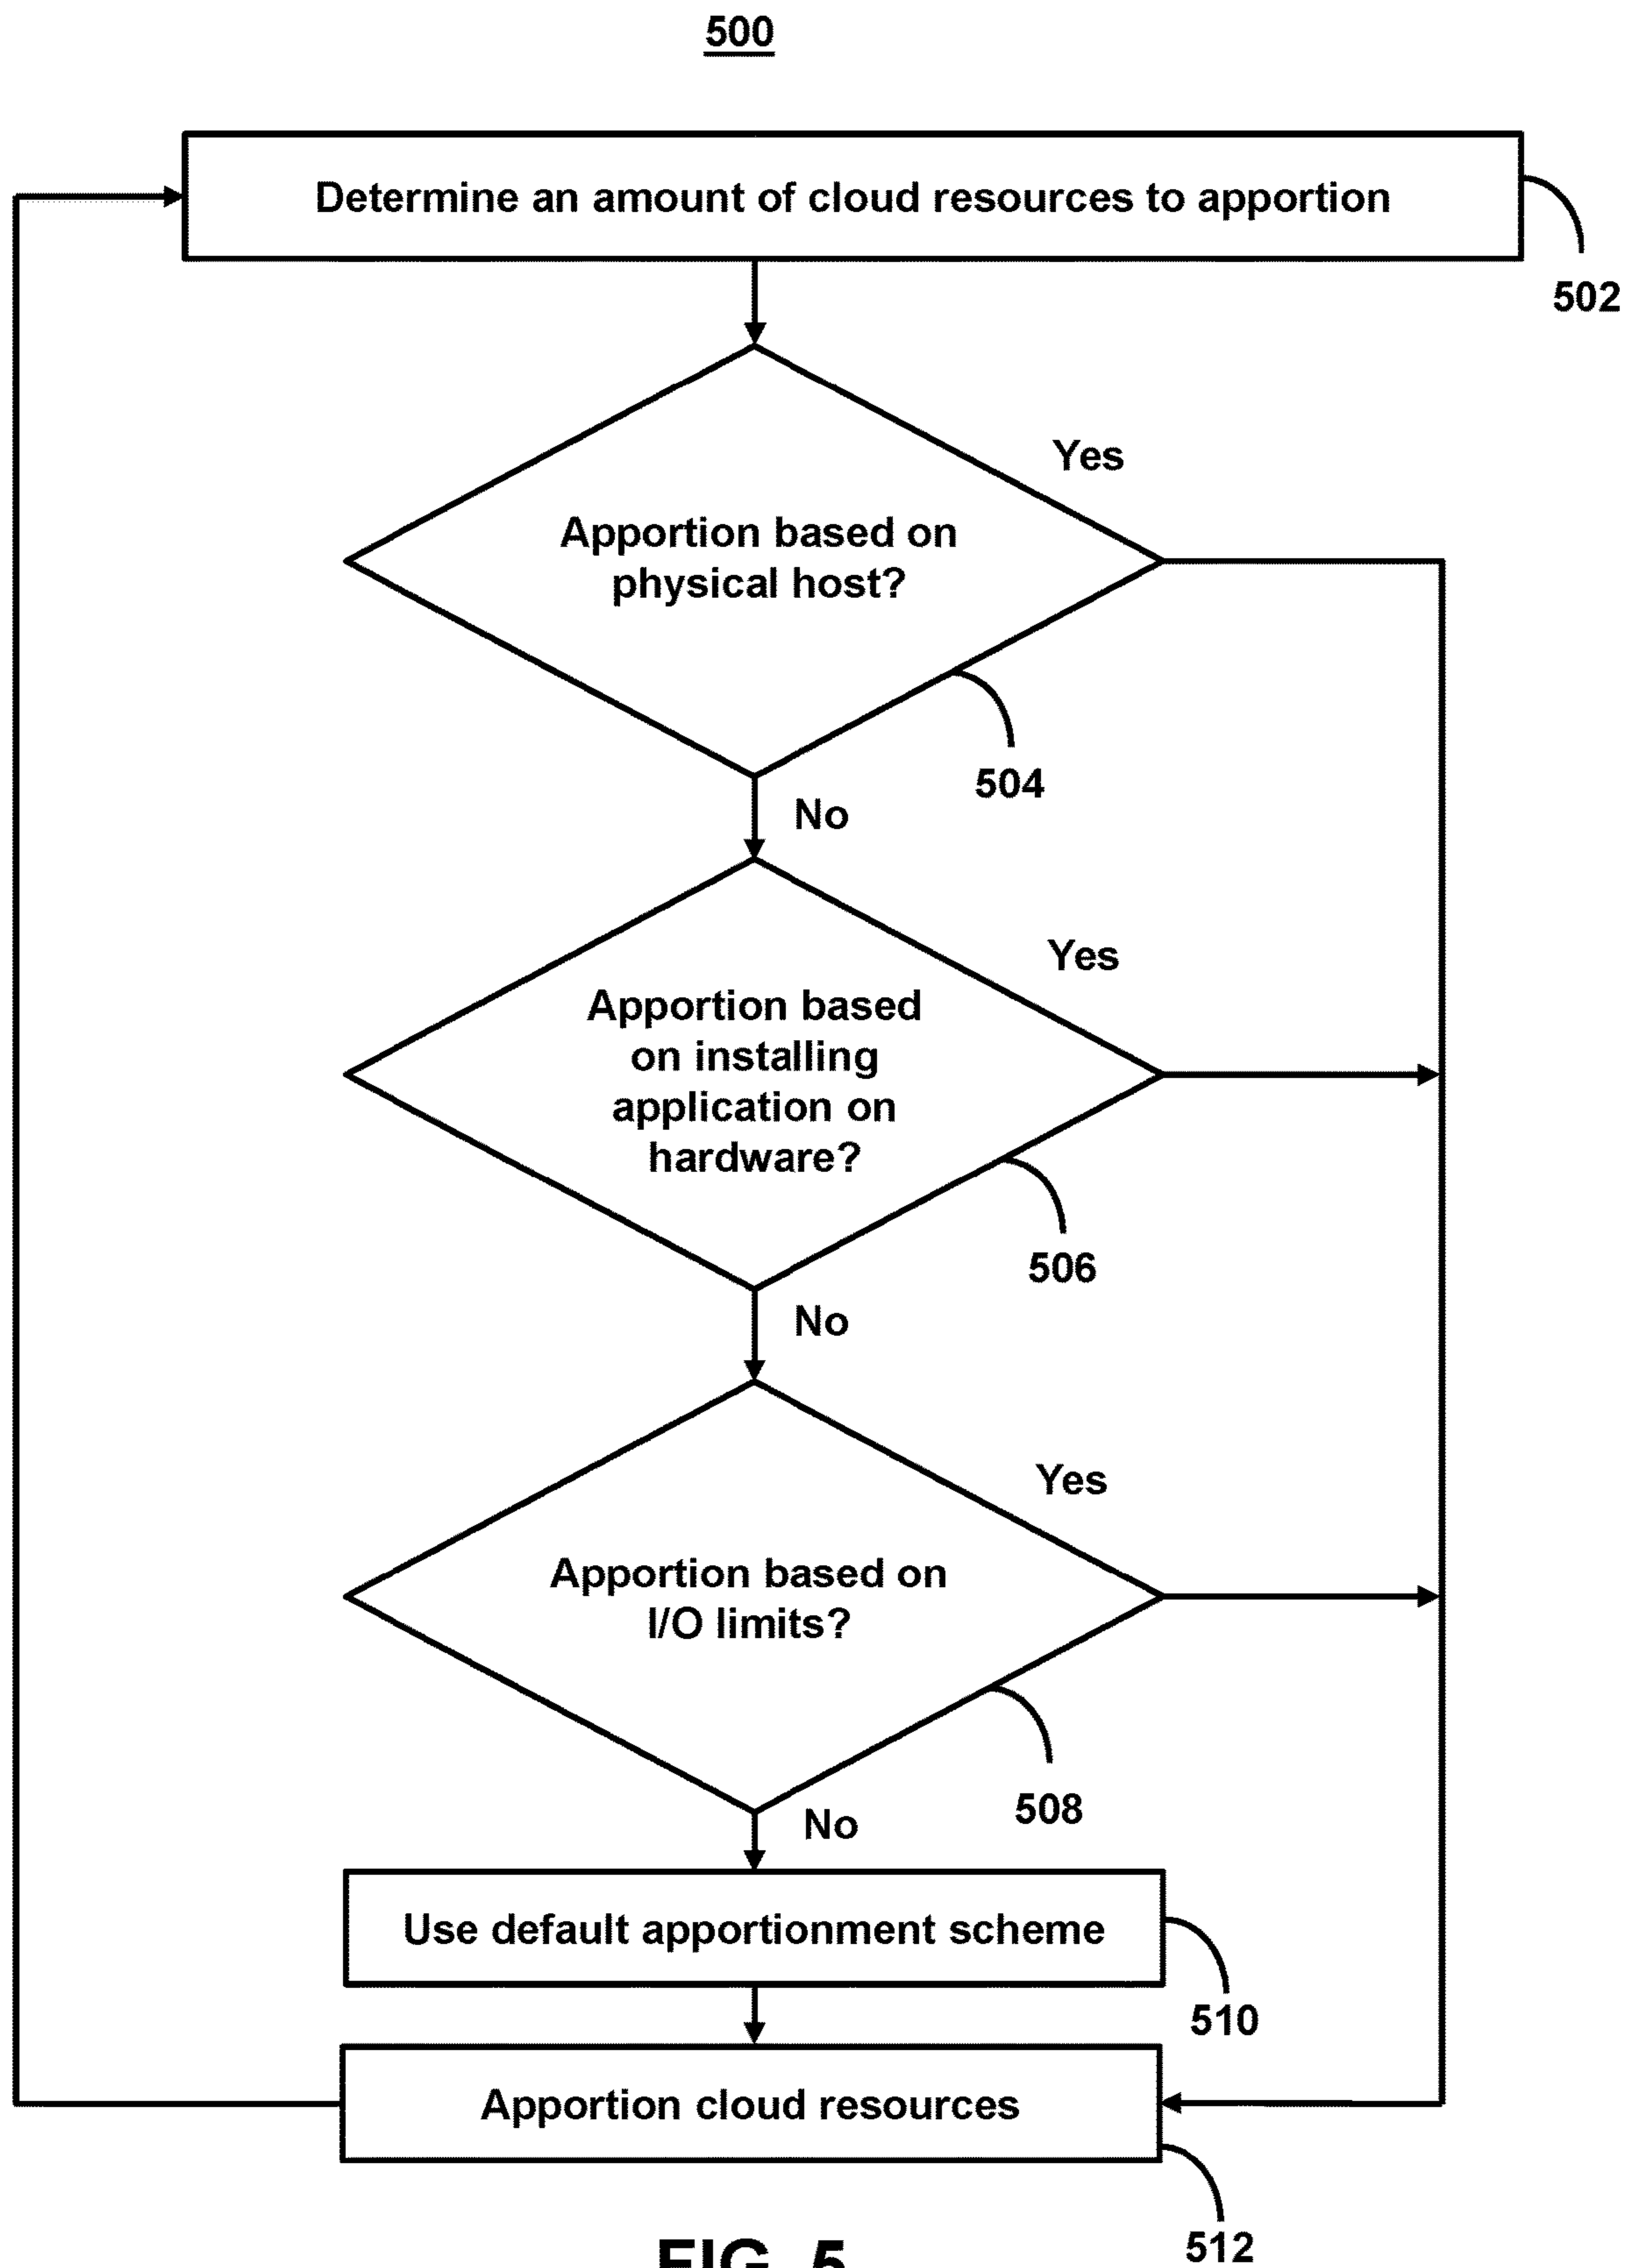 500
Determine an amount of cloud resources to apportion
502
Yes
Apportion based on
physical host?
504
No
Yes
Apportion based
on installing
application on
hardware?
506
No
Yes
Apportion based on
I/O limits?
508
No
Use default apportionment scheme
510
Apportion cloud resources
512
FIG. 5